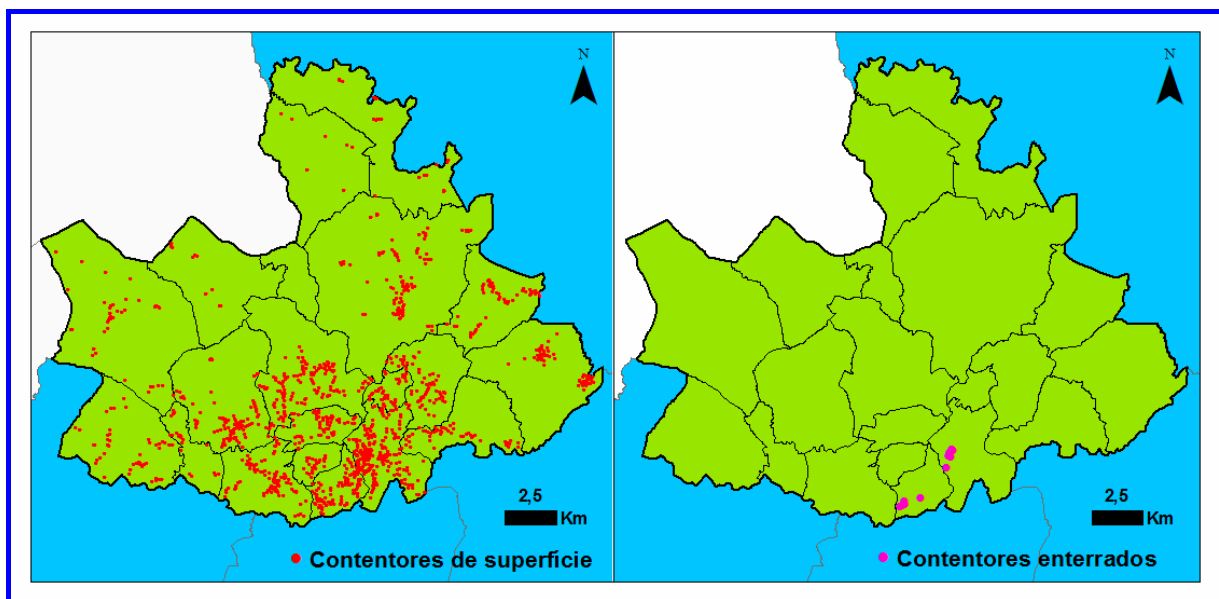 N
2,5
Km
Contentores de superficie
N
2,5
Km
Contentores enterrados